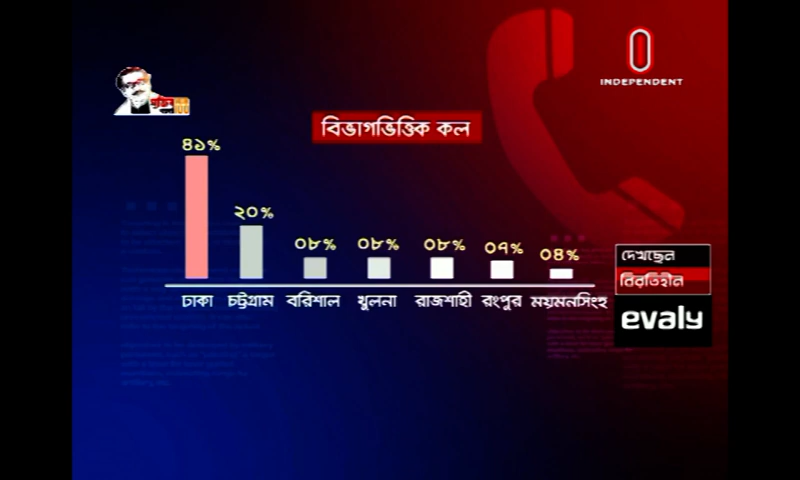 INDEPENDENT
বিভাগভিত্তিক কল
৪১% ২০% ০৮% ০৮% ০৮% ০৭% ০৪%
ঢাকা চট্টগ্রাম বরিশাল খুলনা রাজশাহী রংপুর ময়মনসিংহ
দেখছেন
বিরতিহীন
evaly